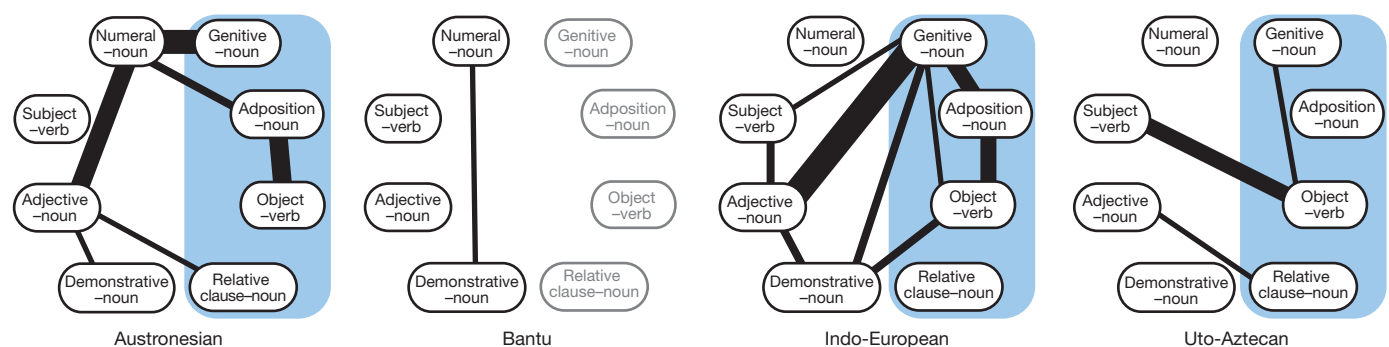 Numeral
–noun
Genitive
–noun
Subject
–verb
Adposition
–noun
Adjective
–noun
Object
–verb
Demonstrative
–noun
Relative
clause–noun
Austronesian
Numeral
–noun
Genitive
–noun
Subject
–verb
Adposition
–noun
Adjective
–noun
Object
–verb
Demonstrative
–noun
Relative
clause–noun
Bantu
Numeral
–noun
Genitive
–noun
Subject
–verb
Adposition
–noun
Adjective
–noun
Object
–verb
Demonstrative
–noun
Relative
clause–noun
Indo-European
Numeral
–noun
Genitive
–noun
Subject
–verb
Adposition
–noun
Adjective
–noun
Object
–verb
Demonstrative
–noun
Relative
clause–noun
Uto-Aztecan